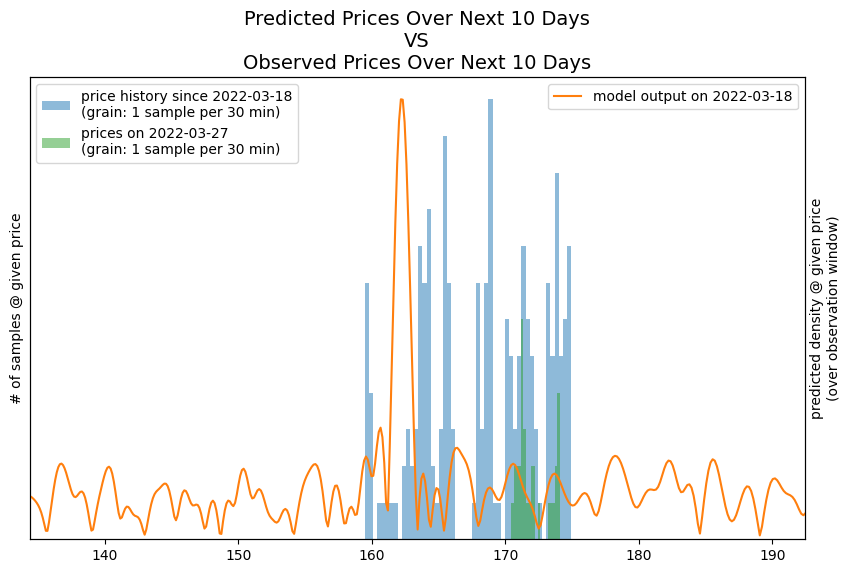 Predicted Prices Over Next 10 Days
VS
Observed Prices Over Next 10 Days
price history since 2022-03-18
(grain: 1 sample per 30 min)
prices on 2022-03-27
(grain: 1 sample per 30 min)
model output on 2022-03-18
# of samples @ given price
predicted density @ given price
(over observation window)
140 150 160 170 180 190